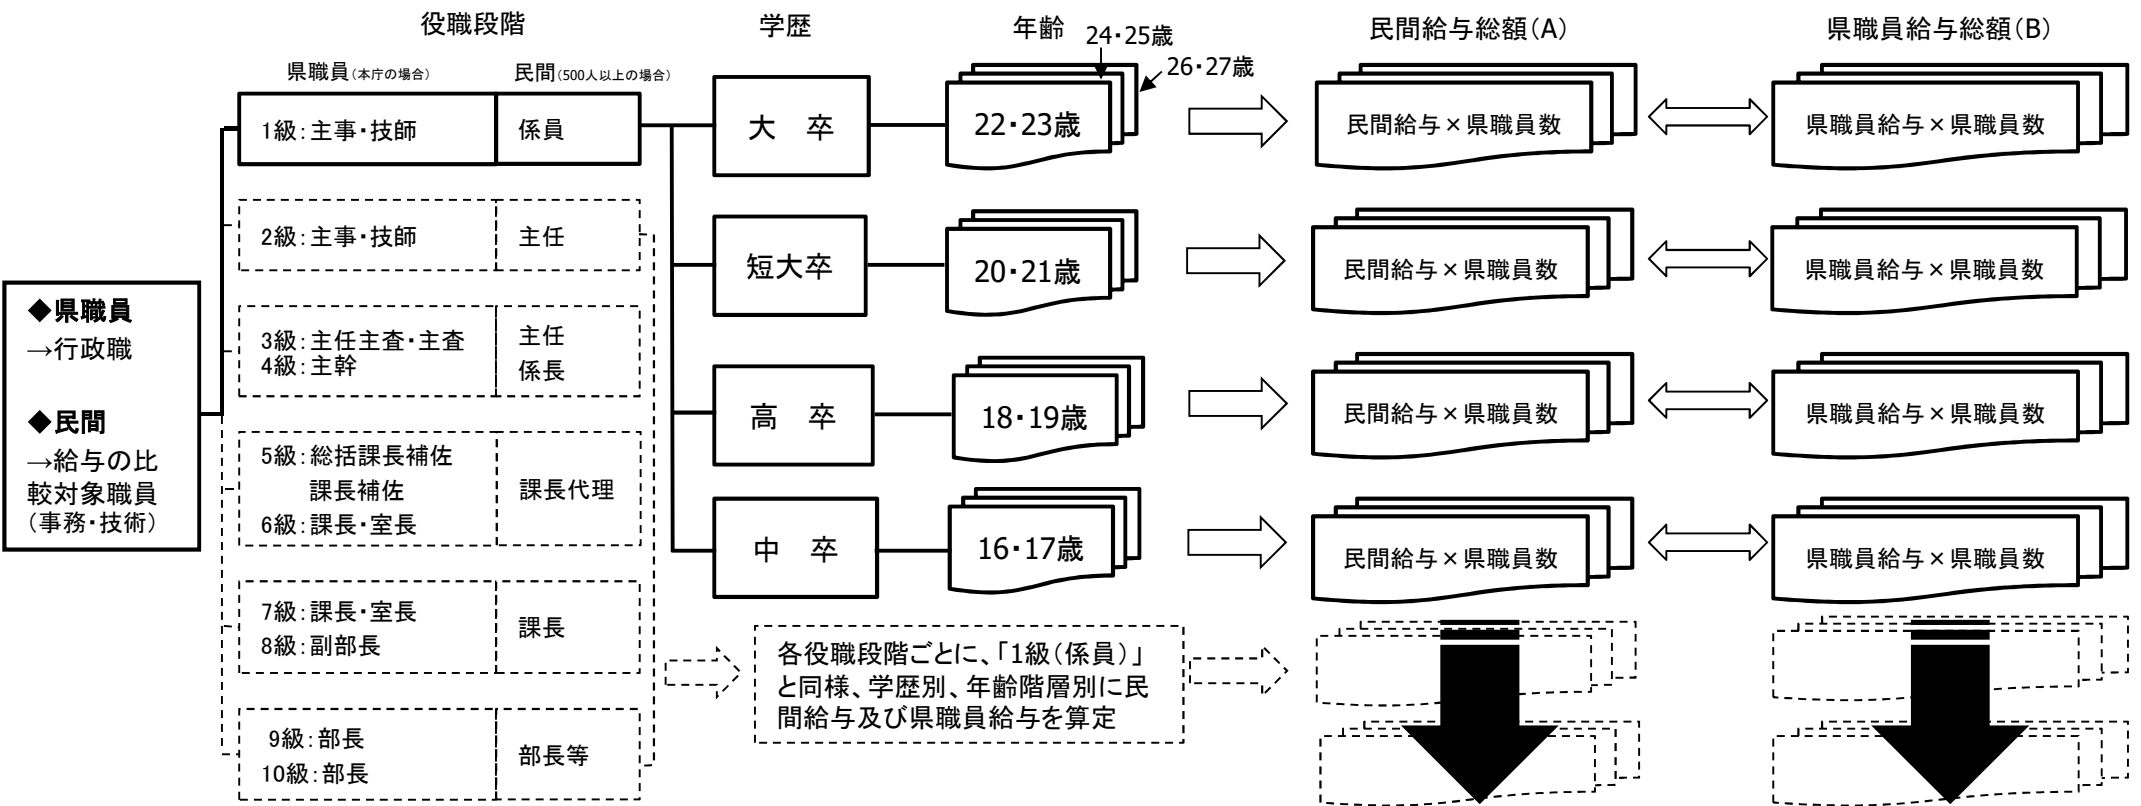 役職段階
学歴
年齢
民間給与総額(A)
県職員給与総額(B)
24・25歳
26・27歳
県職員(本庁の場合)
民間(500人以上の場合)
1級:主事・技師
係員
大 卒
22・23歳
民間給与×県職員数
県職員給与×県職員数
2級:主事・技師
主任
短大卒
20・21歳
民間給与×県職員数
県職員給与×県職員数
◆県職員
→行政職
◆民間
→給与の比
較対象職員
(事務・技術)
3級:主任主査・主査
4級:主幹
主任
係長
高 卒
18・19歳
民間給与×県職員数
県職員給与×県職員数
5級:総括課長補佐
課長補佐
6級:課長・室長
課長代理
中 卒
16・17歳
民間給与×県職員数
県職員給与×県職員数
7級:課長・室長
8級:副部長
課長
各役職段階ごとに、「1級(係員)」
と同様、学歴別、年齢階層別に民
間給与及び県職員給与を算定
9級:部長
10級:部長
部長等